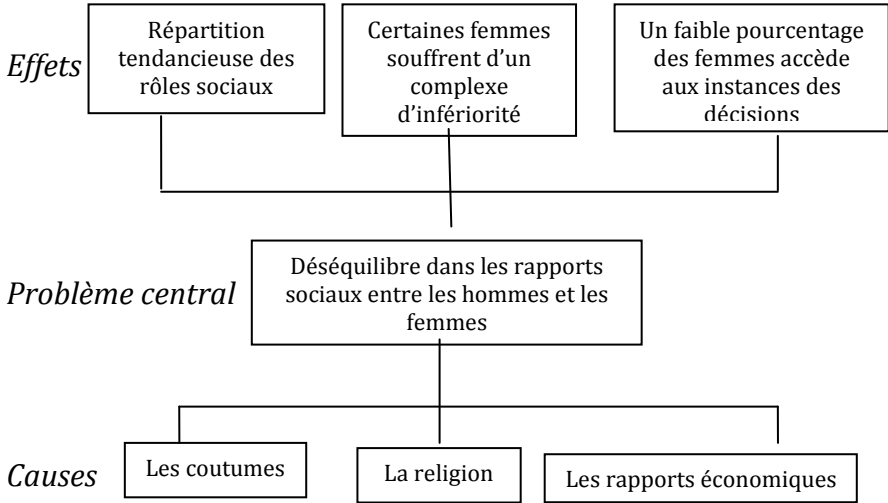 Effets
Répartition
tendancieuse des
rôles sociaux
Certaines femmes
souffrent d'un
complexe
d'infériorité
Un faible pourcentage
des femmes accède
aux instances des
décisions
Problème central
Déséquilibre dans les rapports
sociaux entre les hommes et les
femmes
Causes
Les coutumes
La religion
Les rapports économiques